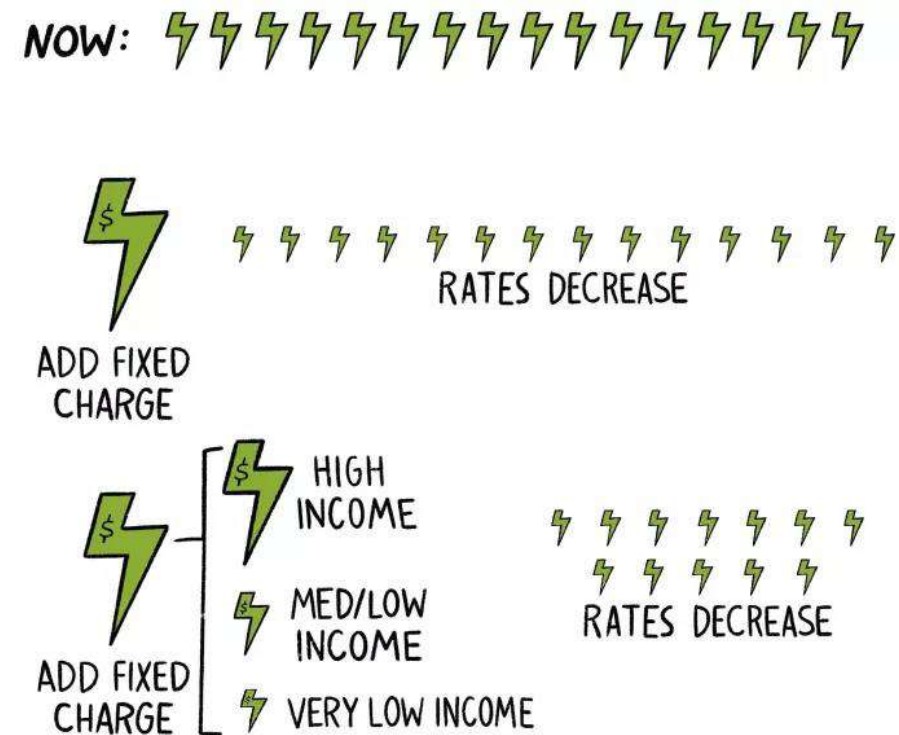 NOW:
$
RATES DECREASE
ADD FIXED
CHARGE
$
HIGH
INCOME
$
$
MED/LOW
INCOME
RATES DECREASE
ADD FIXED
CHARGE
$
VERY LOW INCOME